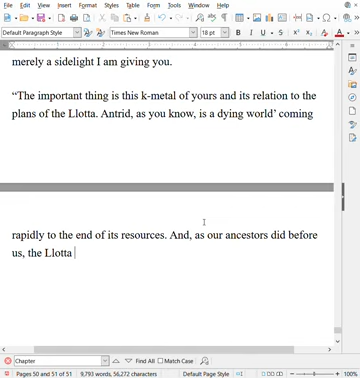 File Edit View Insert Format Styles Table Form Tools Window Help
Default Paragraph Style Times New Roman 18 pt B I U S X² X₂ A
merely a sidelight I am giving you.
“The important thing is this k-metal of yours and its relation to the
plans of the Llotta. Antrid, as you know, is a dying world’ coming
rapidly to the end of its resources. And, as our ancestors did before
us, the Llotta
Chapter Find All Match Case
Pages 50 and 51 of 51 9,793 words, 56,272 characters Default Page Style 100%